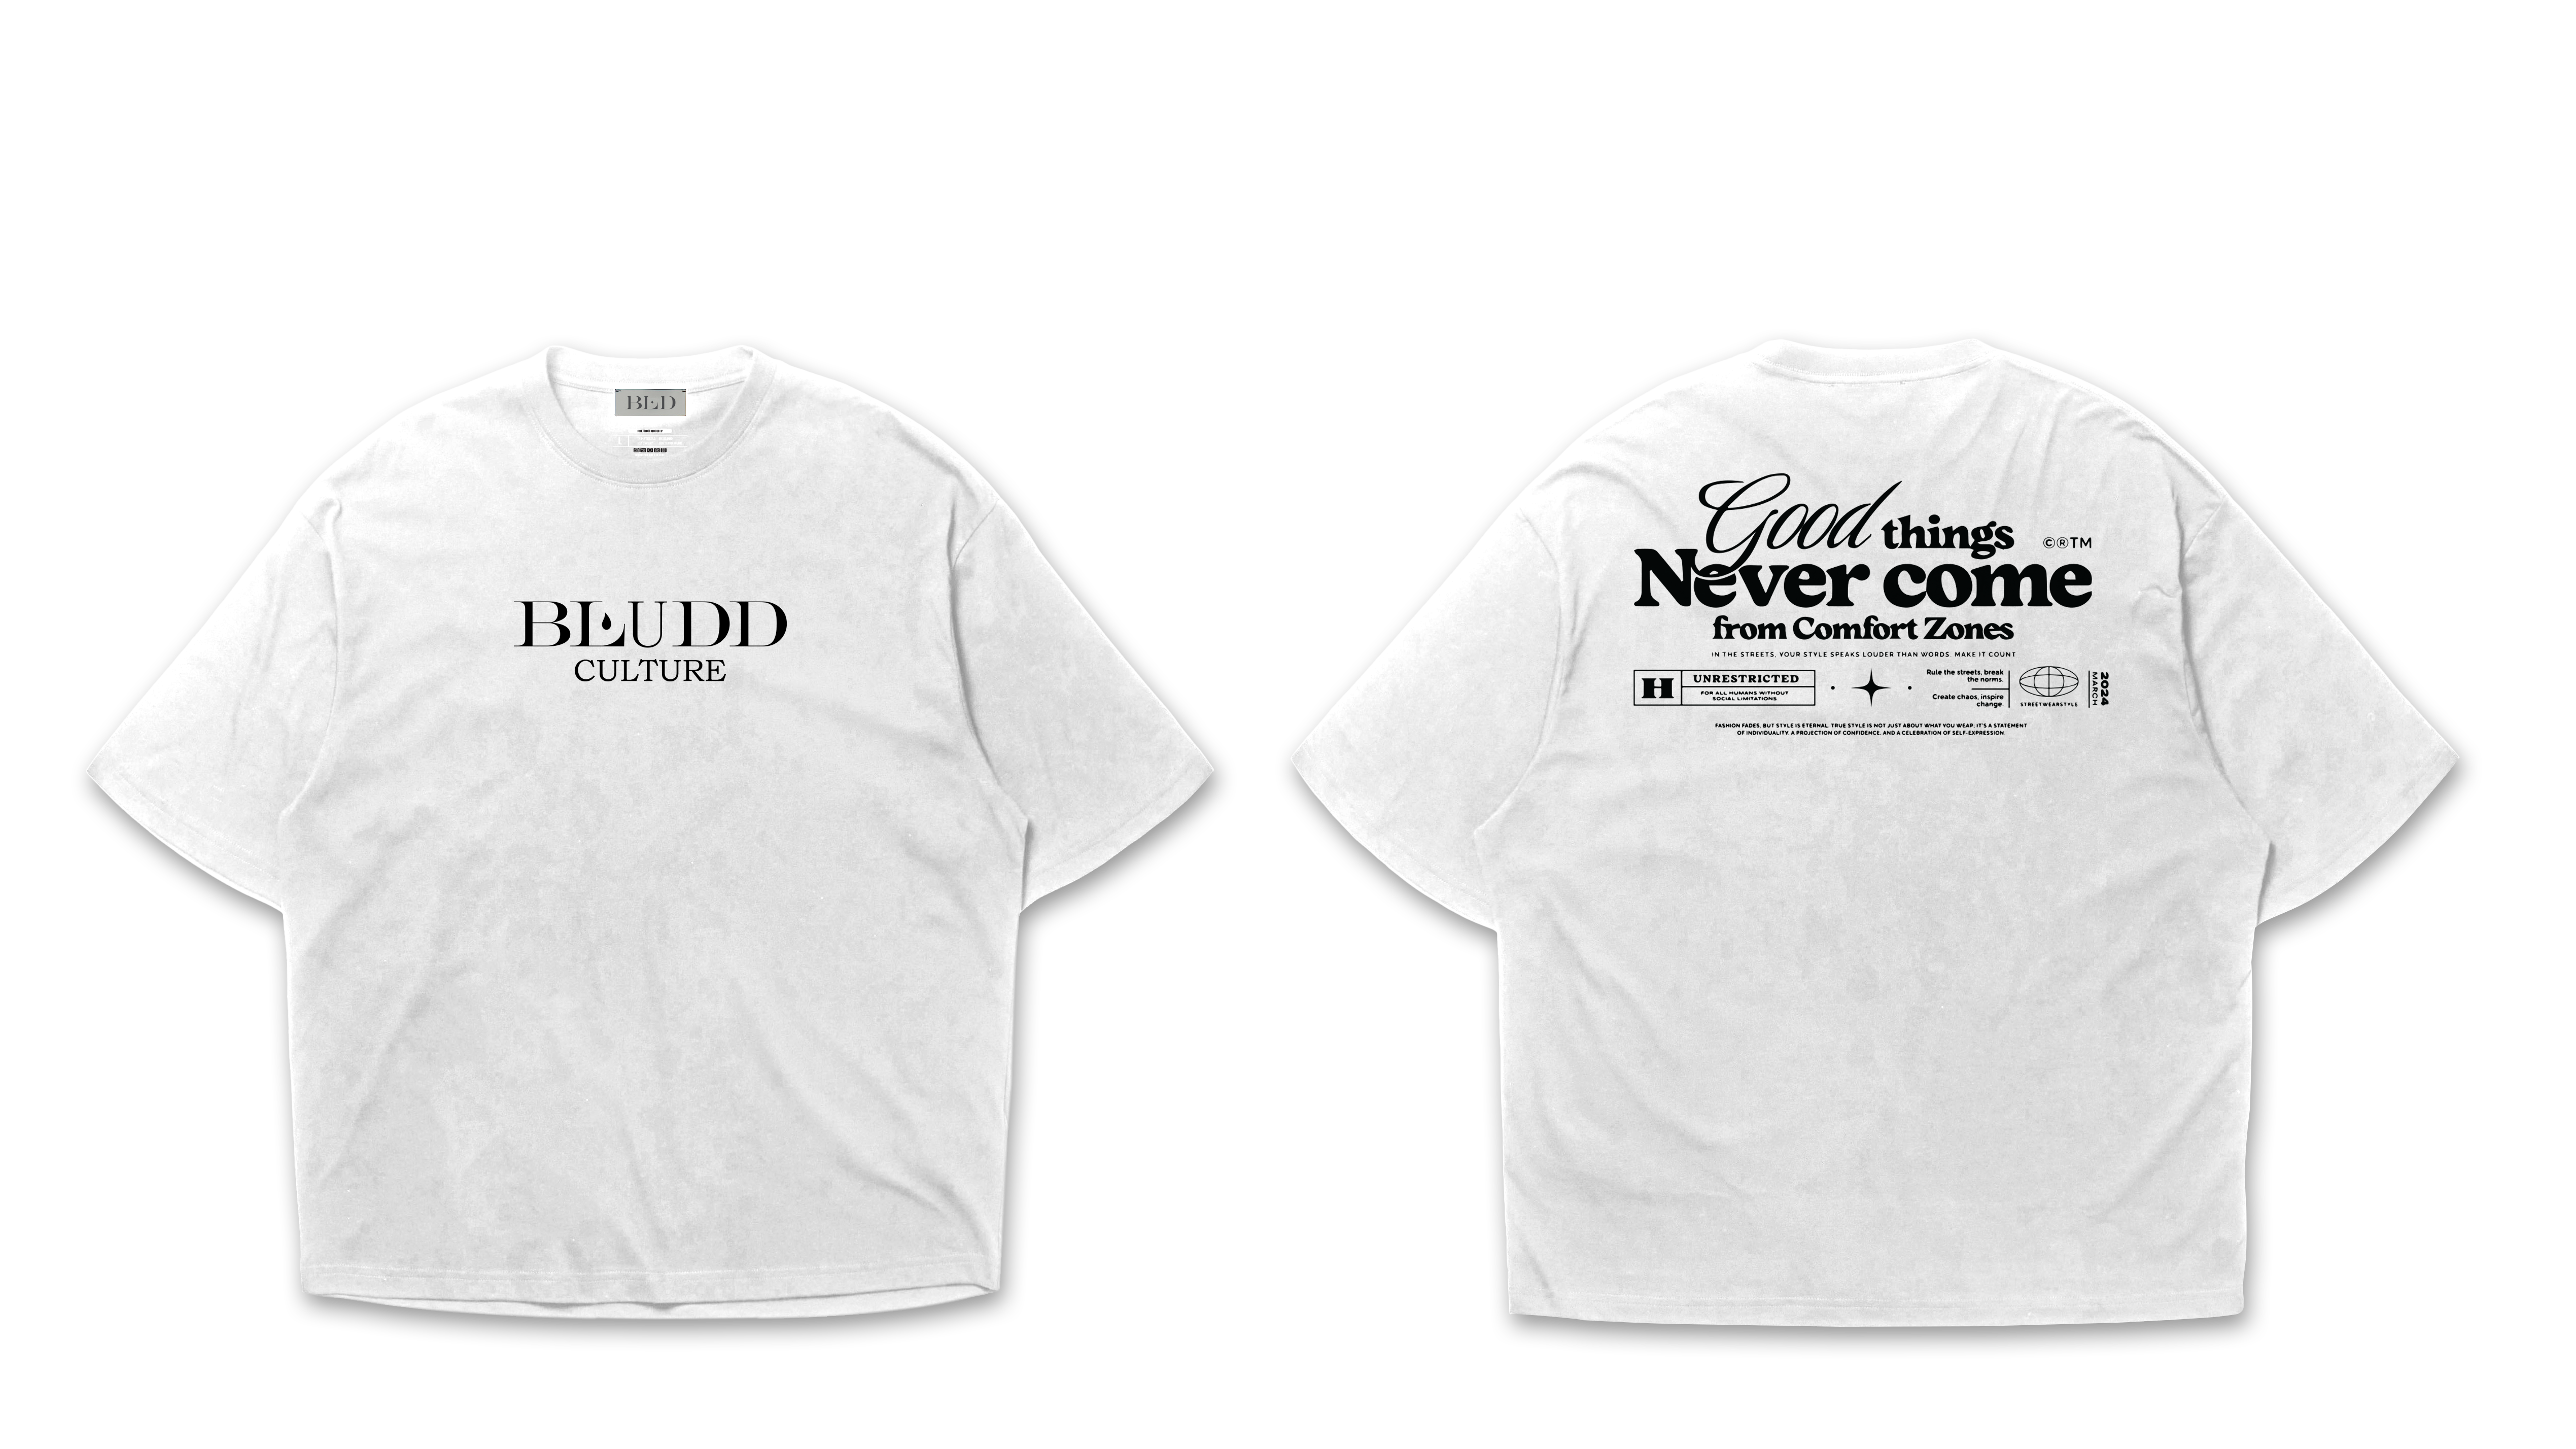 BLD
PREMIUM QUALITY
BLUDD
CULTURE
Good things
©®TM
Never come
from Comfort Zones
IN THE STREETS, YOUR STYLE SPEAKS LOUDER THAN WORDS. MAKE IT COUNT
H
UNRESTRICTED
FOR ALL HUMANS WITHOUT
SOCIAL LIMITATIONS
Rule the streets, break
the norms.
Create chaos, inspire
change.
STREETWEARSTYLE
2024
MARCH
FASHION FADES, BUT STYLE IS ETERNAL. TRUE STYLE IS NOT JUST ABOUT WHAT YOU WEAR; IT'S A STATEMENT
OF INDIVIDUALITY, A PROJECTION OF CONFIDENCE, AND A CELEBRATION OF SELF-EXPRESSION.